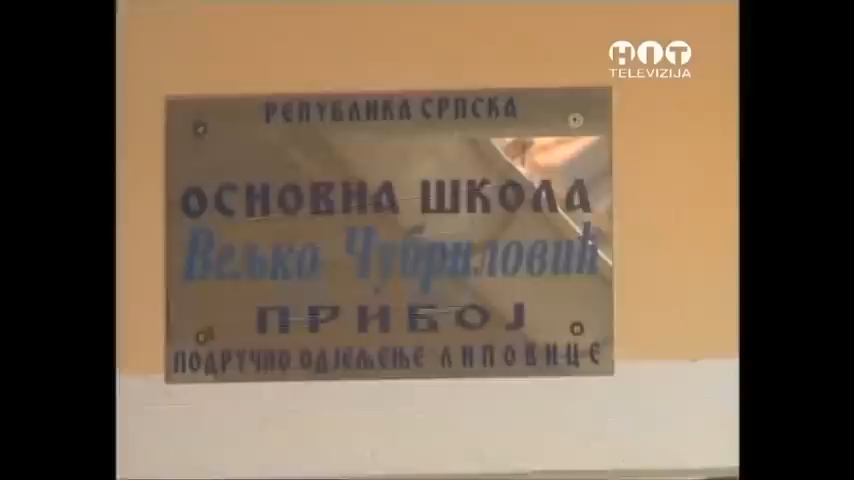 HIT
TELEVIZIJA
РЕПУБЛИКА СРПСКА
ОСНОВНА ШКОЛА
Вељко Чубриловић
ПРИБОЈ
ПОДРУЧНО ОДЈЕЉЕЊЕ ЛИПОВИЦЕ